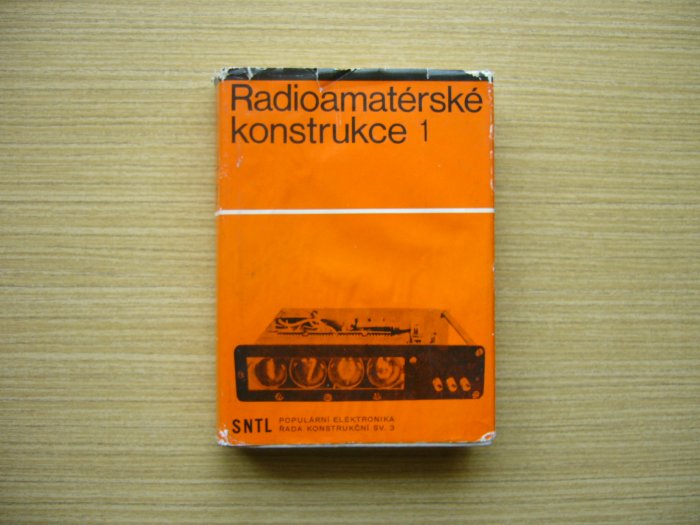 Radioamatérské
konstrukce 1
SNTL
POPULÁRNÍ ELEKTRONIKA
ŘADA KONSTRUKČNÍ SV. 3